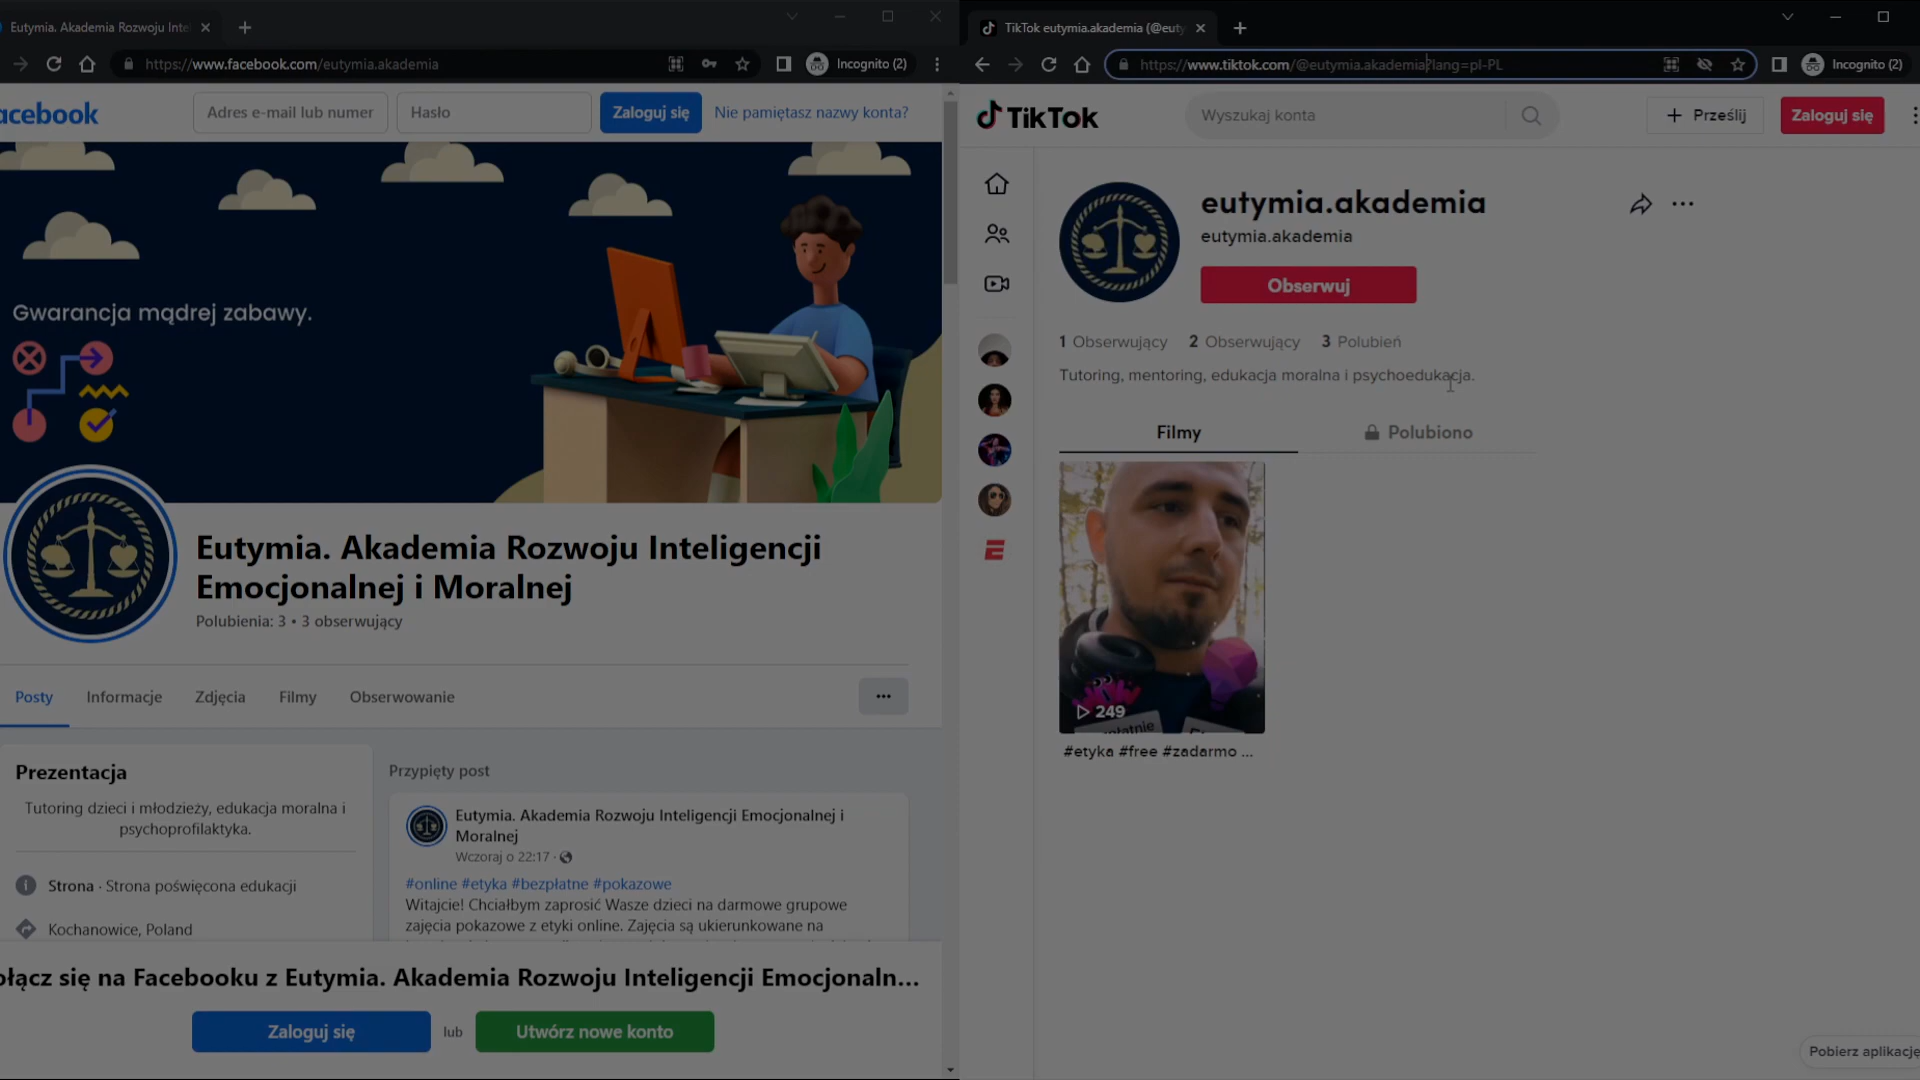 Eutymia. Akademia Rozwoju Inte
https://www.facebook.com/eutymia.akademia
Incognito (2)
acebook
Adres e-mail lub numer
Hasło
Zaloguj się
Nie pamiętasz nazwy konta?
Gwarancja mądrej zabawy.
Eutymia. Akademia Rozwoju Inteligencji
Emocjonalnej i Moralnej
Polubienia: 3 • 3 obserwujący
Posty
Informacje
Zdjęcia
Filmy
Obserwowanie
Prezentacja
Tutoring dzieci i młodzieży, edukacja moralna i
psychoprofilaktyka.
Strona · Strona poświęcona edukacji
Kochanowice, Poland
Przypięty post
Eutymia. Akademia Rozwoju Inteligencji Emocjonalnej i
Moralnej
Wczoraj o 22:17 ·
#online #etyka #bezpłatne #pokazowe
Witajcie! Chciałbym zaprosić Wasze dzieci na darmowe grupowe
zajęcia pokazowe z etyki online. Zajęcia są ukierunkowane na
ołącz się na Facebooku z Eutymia. Akademia Rozwoju Inteligencji Emocjonaln...
Zaloguj się
lub
Utwórz nowe konto
TikTok eutymia.akademia (@euty
https://www.tiktok.com/@eutymia.akademia?lang=pl-PL
Incognito (2)
TikTok
Wyszukaj konta
Prześlij
Zaloguj się
eutymia.akademia
eutymia.akademia
Obserwuj
1 Obserwujący 2 Obserwujący 3 Polubień
Tutoring, mentoring, edukacja moralna i psychoedukacja.
Filmy
Polubiono
249
#etyka #free #zadarmo ...
Pobierz aplikację